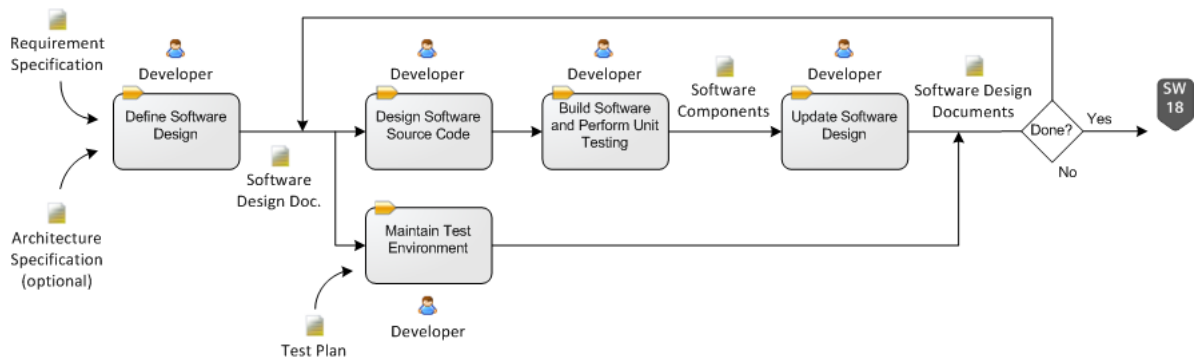 Requirement
Specification
Developer
Define Software
Design
Architecture
Specification
(optional)
Software
Design Doc.
Developer
Design Software
Source Code
Developer
Build Software
and Perform Unit
Testing
Software
Components
Developer
Update Software
Design
Software Design
Documents
Done?
Yes
No
SW
18
Maintain Test
Environment
Developer
Test Plan